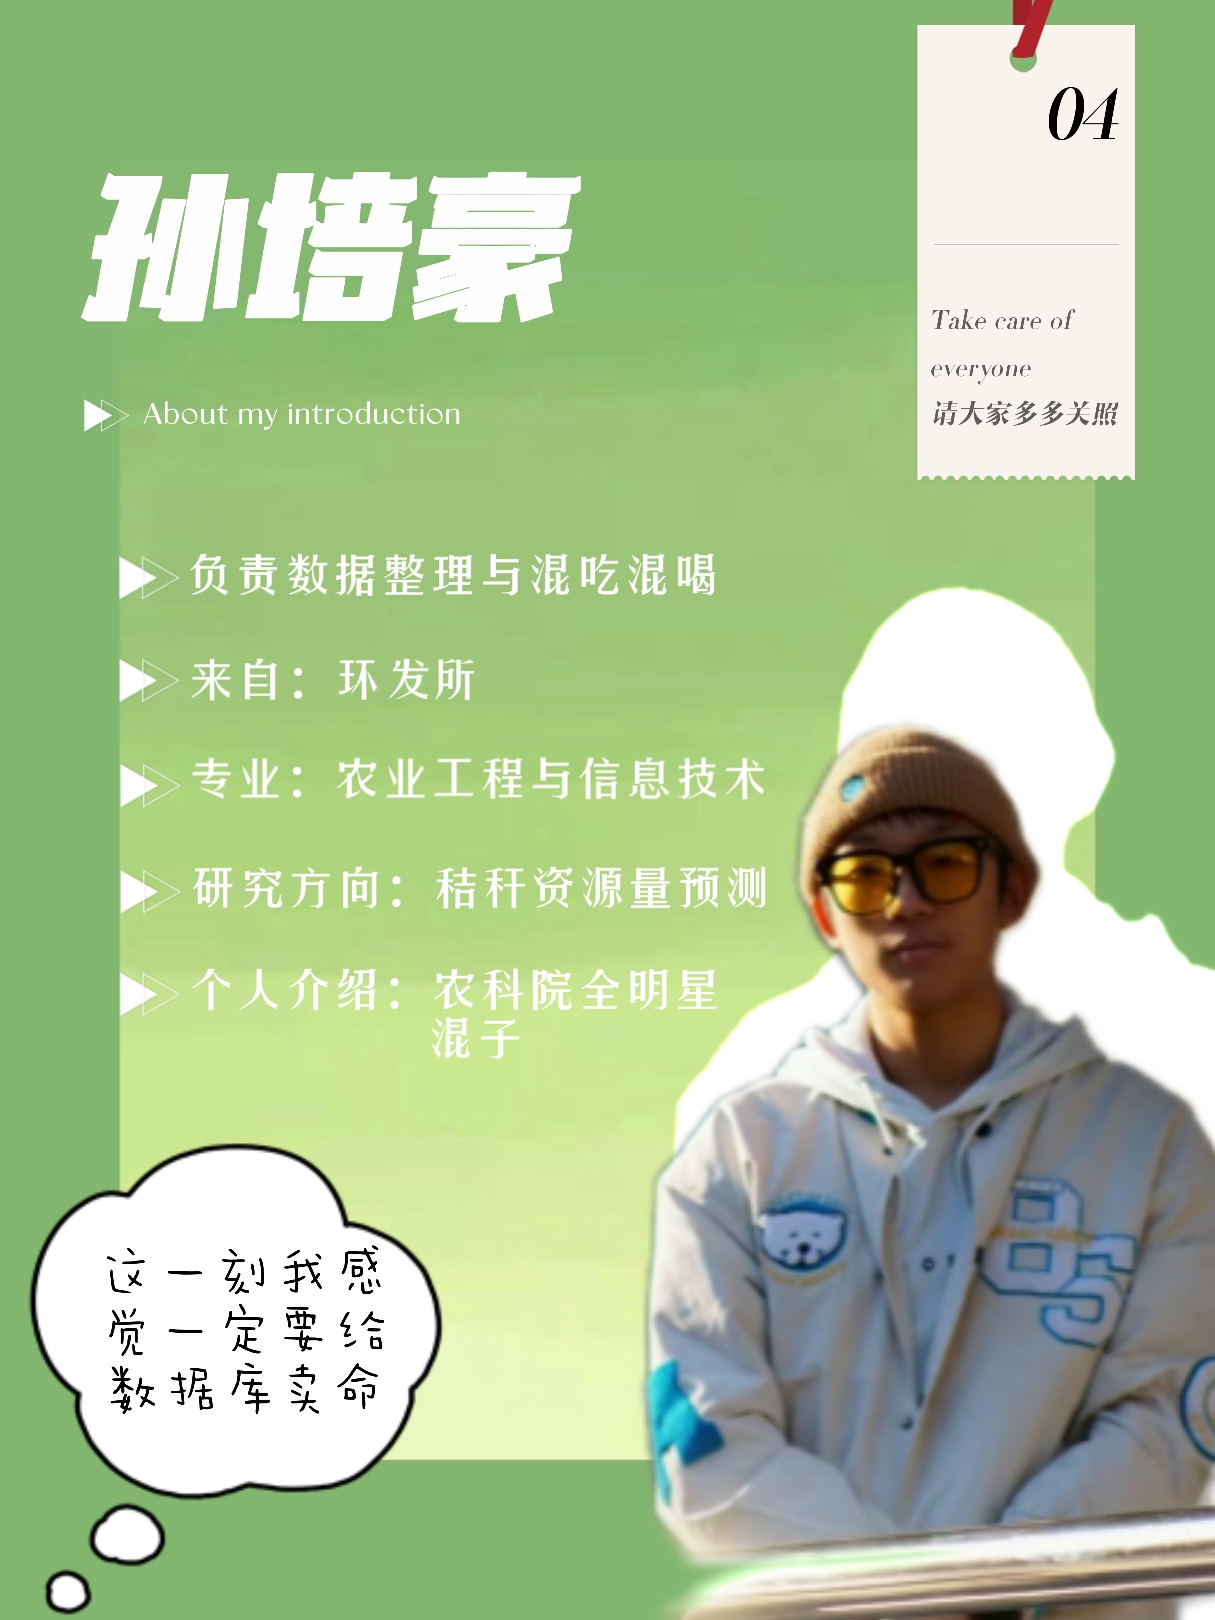 04
孙培豪
Take care of
everyone
请大家多多关照
About my introduction
负责数据整理与混吃混喝
来自：环发所
专业：农业工程与信息技术
研究方向：秸秆资源量预测
个人介绍：农科院全明星
混子
这一刻我感
觉一定要给
数据库卖命